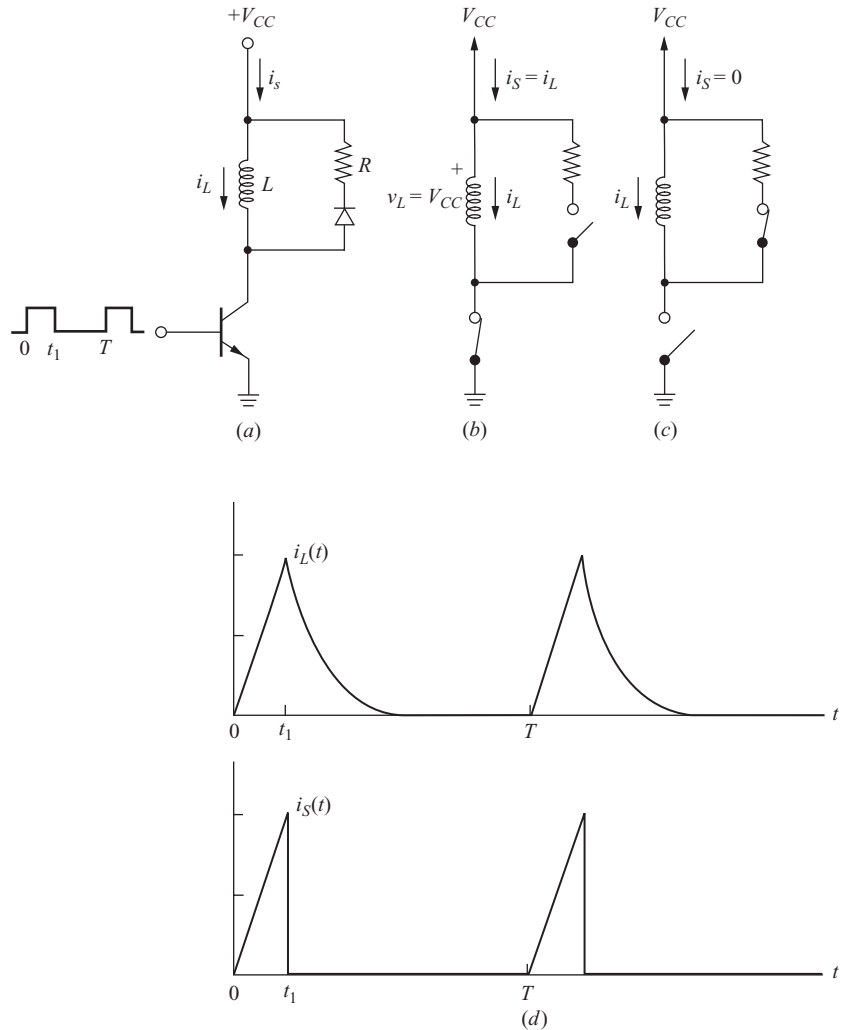 +V_CC
i_s
i_L
L
R
0 t_1 T
(a)
V_CC
i_S = i_L
+
v_L = V_CC
i_L
(b)
V_CC
i_S = 0
i_L
(c)
i_L(t)
0 t_1 T t
i_S(t)
0 t_1 T t
(d)